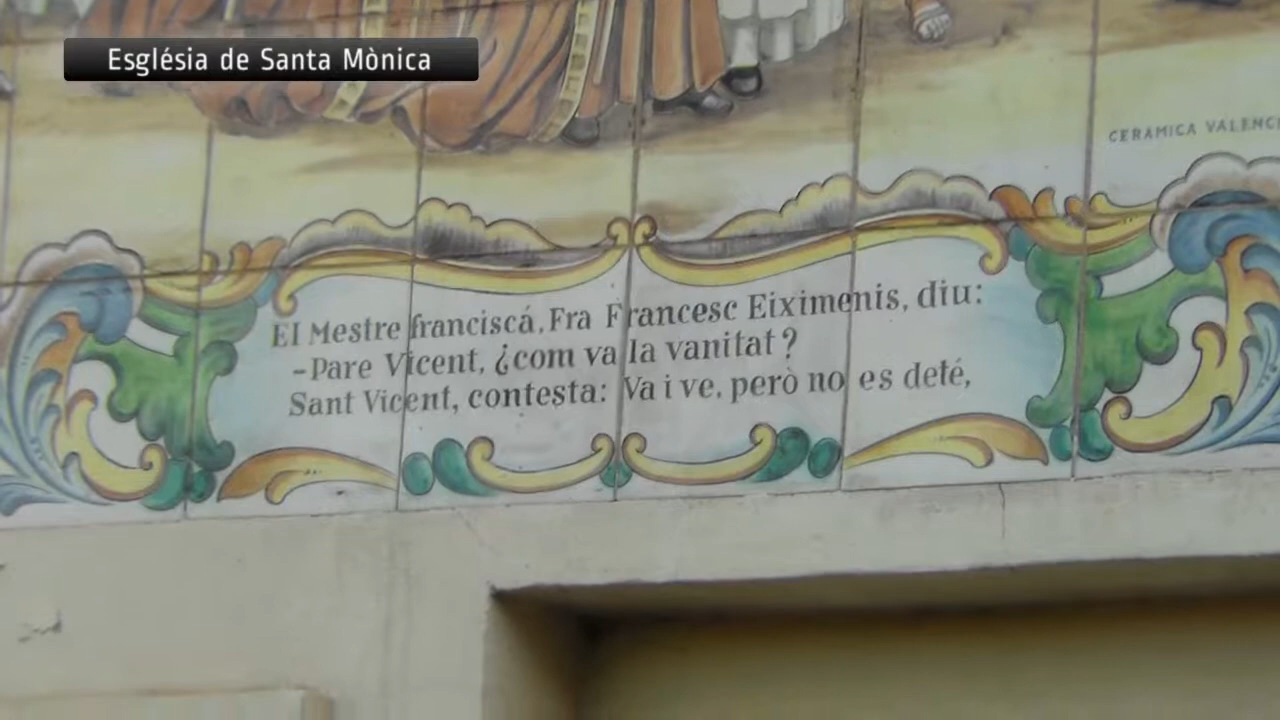 Església de Santa Mònica
CERAMICA VALENC
El Mestre franciscá, Fra Francesc Eiximenis, diu:
-Pare Vicent, ¿com va la vanitat?
Sant Vicent, contesta: Va i ve, però no es deté,